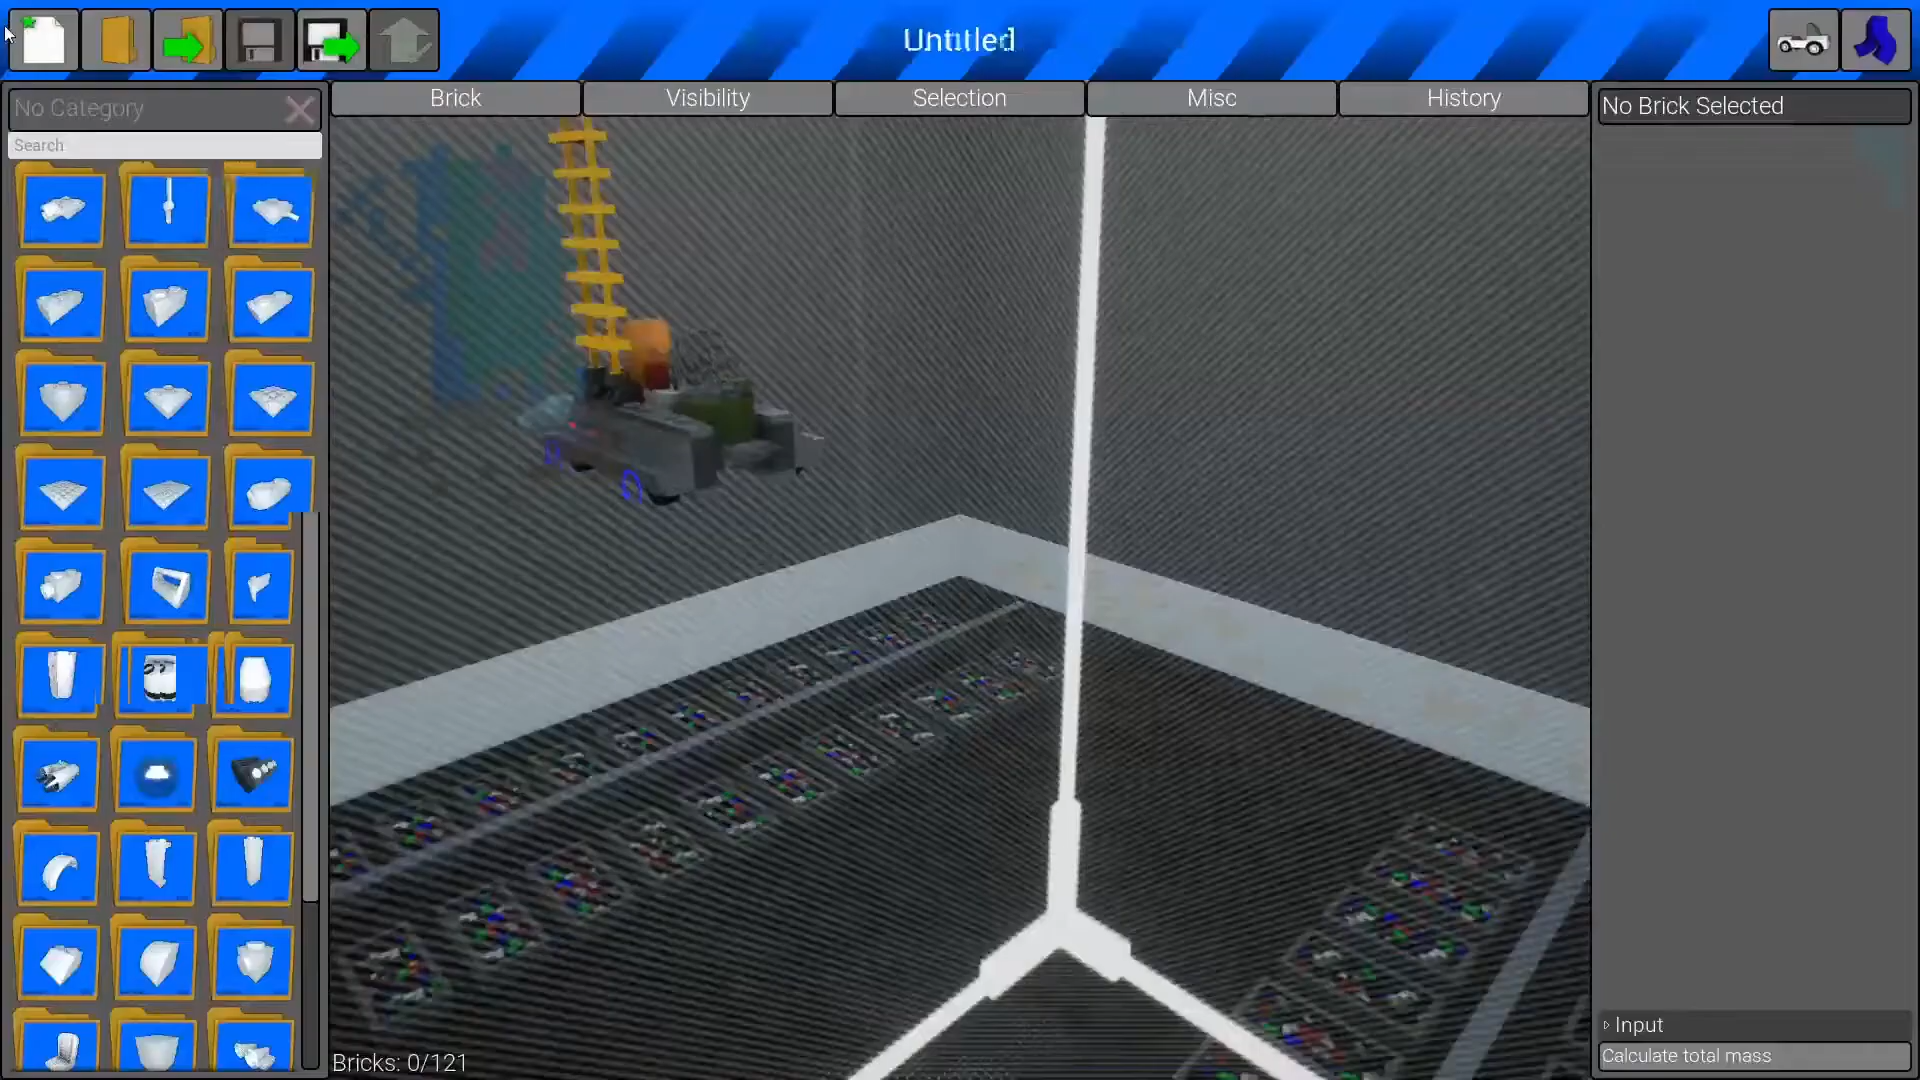 Untitled
No Category
Search
Brick
Visibility
Selection
Misc
History
No Brick Selected
Bricks: 0/121
Input
Calculate total mass